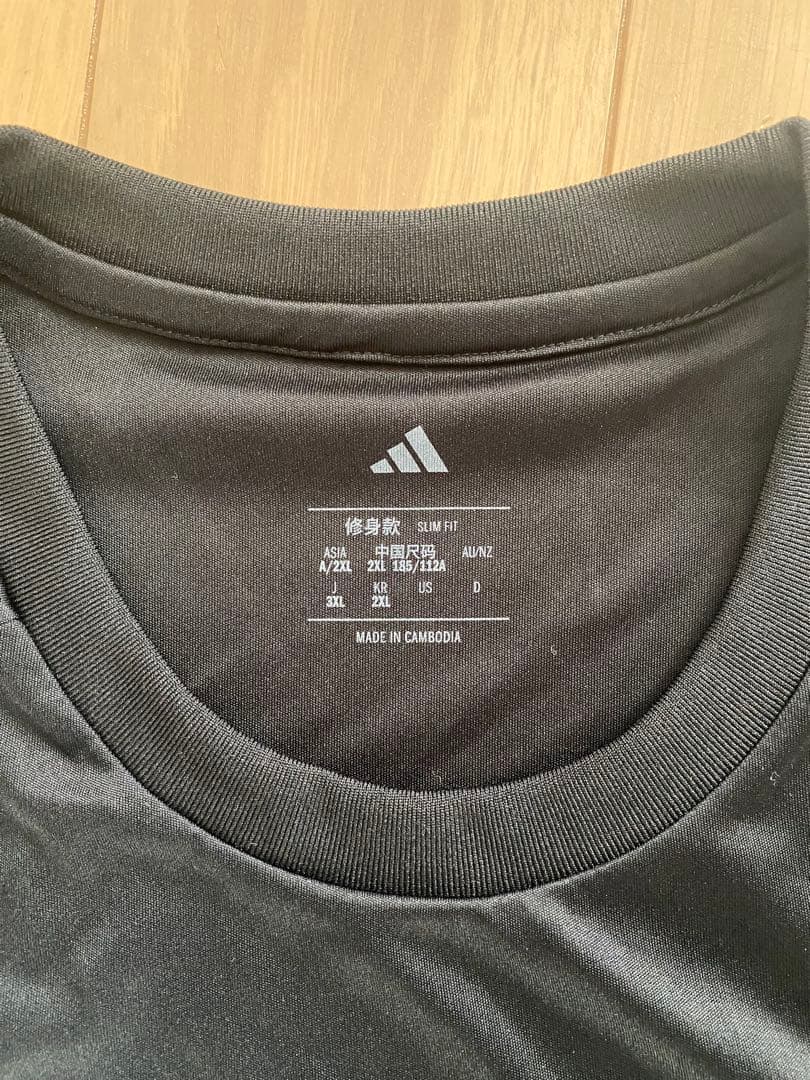 修身款 SLIM FIT
ASIA 中国尺码 AU/NZ
A/2XL 2XL 185/112A
J KR US D
3XL 2XL
MADE IN CAMBODIA